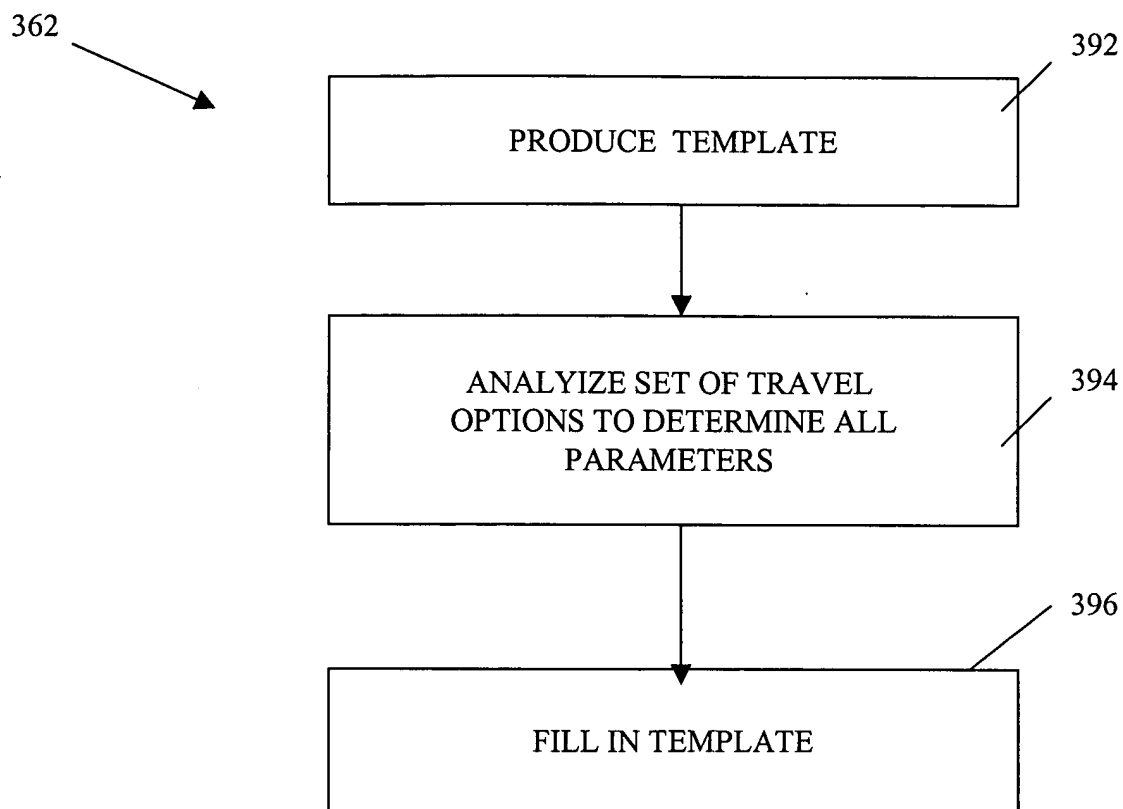 362
392
PRODUCE TEMPLATE
ANALYIZE SET OF TRAVEL
OPTIONS TO DETERMINE ALL
PARAMETERS
394
396
FILL IN TEMPLATE